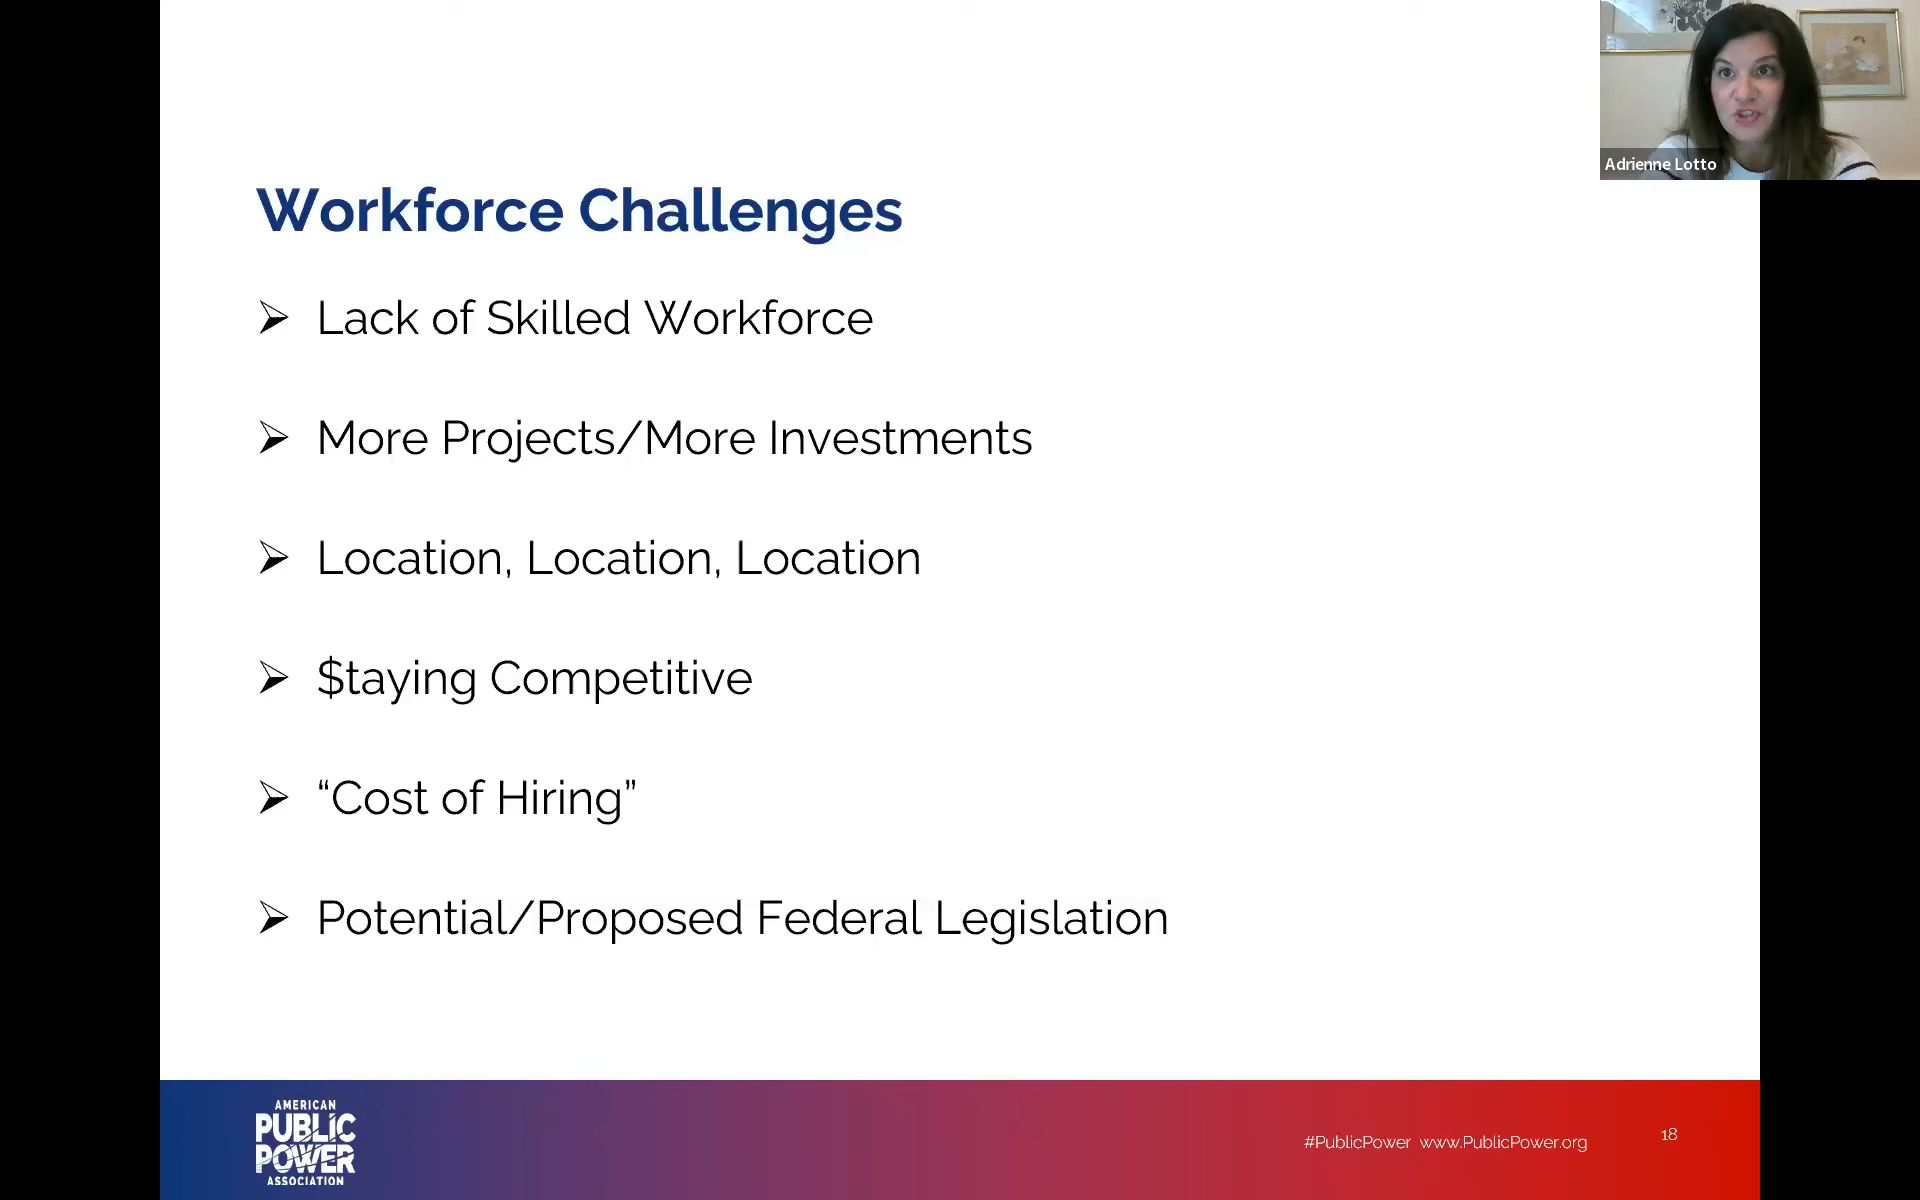 Adrienne Lotto
Workforce Challenges
➢ Lack of Skilled Workforce
➢ More Projects/More Investments
➢ Location, Location, Location
➢ $taying Competitive
➢ “Cost of Hiring”
➢ Potential/Proposed Federal Legislation
AMERICAN
PUBLIC
POWER
ASSOCIATION
#PublicPower www.PublicPower.org
18